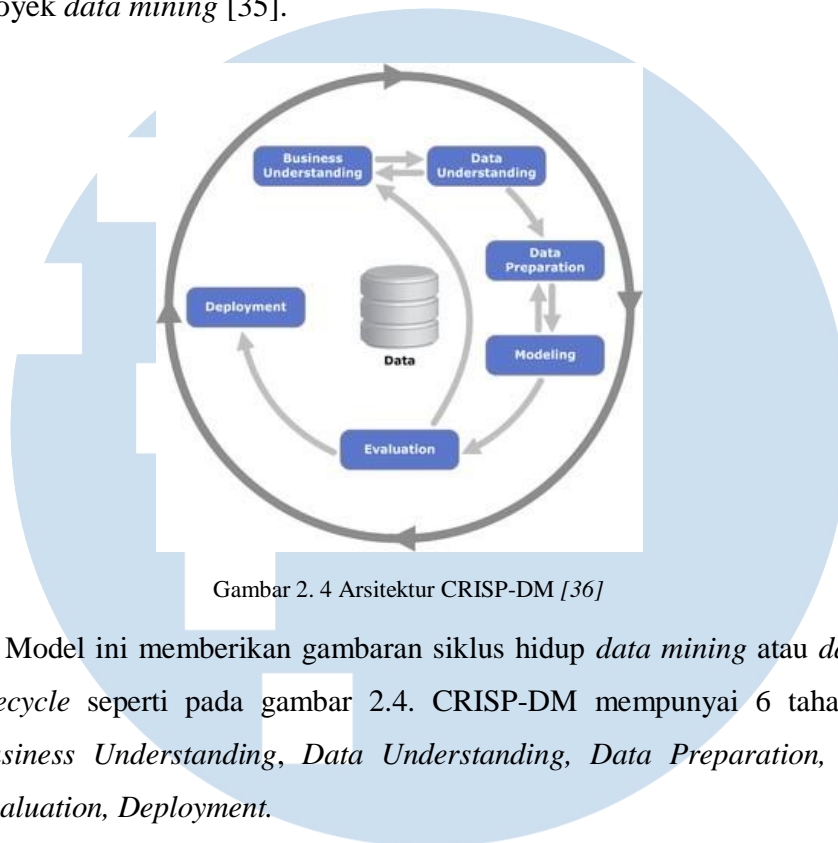 oyek data mining [35].
Business
Understanding
Data
Understanding
Data
Preparation
Deployment
Data
Modeling
Evaluation
Gambar 2. 4 Arsitektur CRISP-DM [36]
Model ini memberikan gambaran siklus hidup data mining atau da
ecycle seperti pada gambar 2.4. CRISP-DM mempunyai 6 taha
siness Understanding, Data Understanding, Data Preparation,
aluation, Deployment.